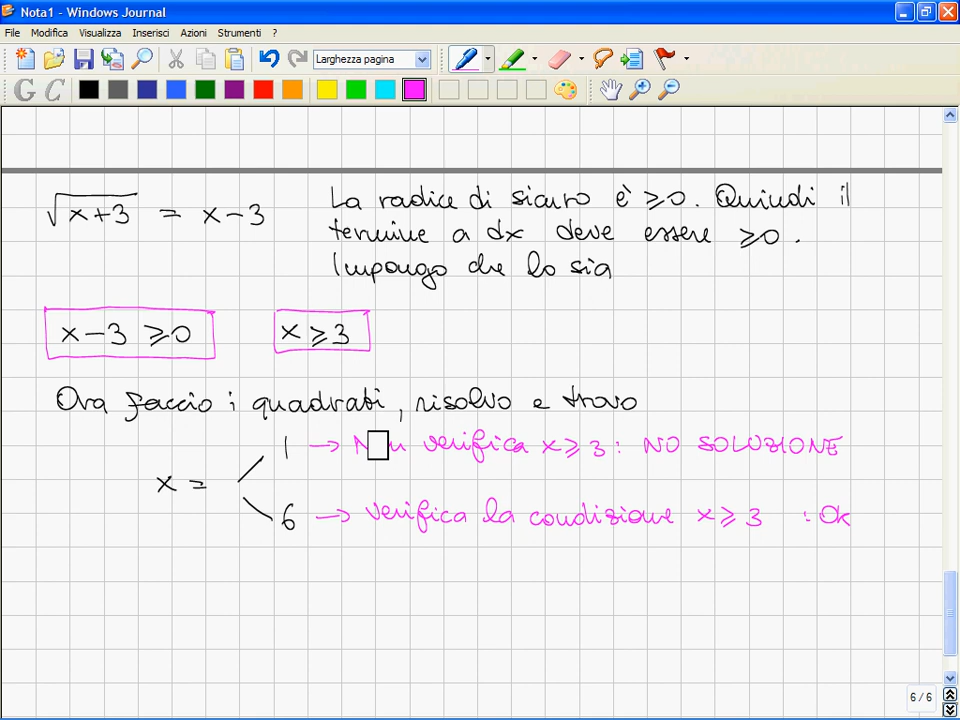 Nota1 - Windows Journal
File Modifica Visualizza Inserisci Azioni Strumenti ?
Larghezza pagina
G C
√x+3 = x-3
La radice di sicuro è ≥0. Quindi il
termine a dx deve essere ≥0.
Impongo che lo sia
x-3 ≥0 x≥3
Ora faccio i quadrati, risolvo e trovo
1 → verifica x≥3: NO SOLUZIONE
x =
6 → verifica la condizione x≥3 : Ok
6 / 6